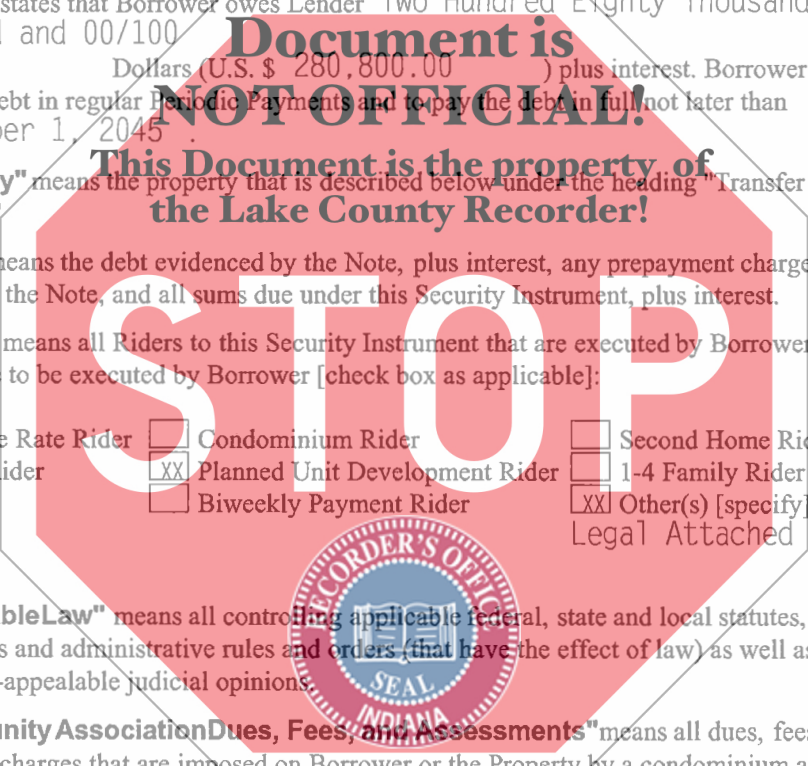 states that Borrower owes Lender Two Hundred Eighty Thousand
d and 00/100
Document is
Dollars (U.S. $ 280,800.00 ) plus interest. Borrower
ebt in regular Periodic Payments and to pay the debt in full not later than
NOT OFFICIAL!
ber 1, 2045 .
This Document is the property of
y" means the property that is described below under the heading "Transfer
the Lake County Recorder!
means the debt evidenced by the Note, plus interest, any prepayment charge
the Note, and all sums due under this Security Instrument, plus interest.
means all Riders to this Security Instrument that are executed by Borrower
to be executed by Borrower [check box as applicable]:
STOP
e Rate Rider Condominium Rider Second Home Rid
ider XX Planned Unit Development Rider 1-4 Family Rider
Biweekly Payment Rider XX Other(s) [specify]
Legal Attached
RECORDER'S OFFICE
SEAL
INDIANA
ble Law" means all controlling applicable federal, state and local statutes,
s and administrative rules and orders (that have the effect of law) as well as
-appealable judicial opinions.
unity Association Dues, Fees, and Assessments" means all dues, fees
charges that are imposed on Borrower or the Property by a condominium a